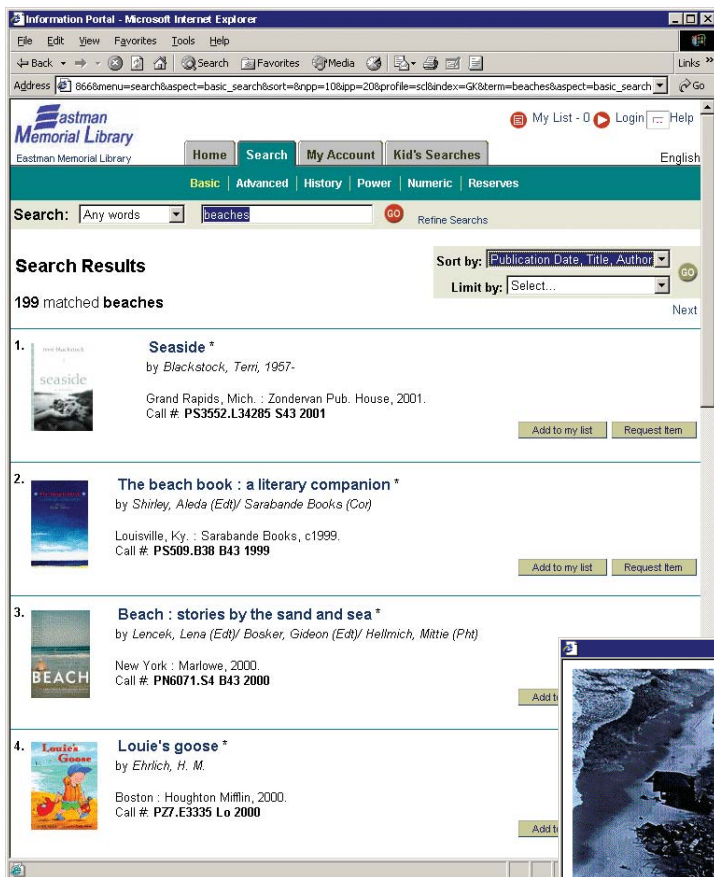 Information Portal - Microsoft Internet Explorer
File Edit View Favorites Tools Help
Back Search Favorites Media Links »
Address 866&menu=search&aspect=basic_search&sort=&npp=10&ipp=20&profile=scl&index=GK&term=beaches&aspect=basic_search Go
Eastman
Memorial Library
Eastman Memorial Library
My List - 0 Login Help
Home Search My Account Kid's Searches English
Basic | Advanced | History | Power | Numeric | Reserves
Search: Any words beaches GO Refine Searchs
Search Results
Sort by: Publication Date, Title, Author GO
Limit by: Select...
199 matched beaches
Next
1. Seaside *
seaside
by Blackstock, Terri, 1957-
Grand Rapids, Mich. : Zondervan Pub. House, 2001.
Call #: PS3552.L34285 S43 2001
Add to my list Request Item
2. The beach book : a literary companion *
by Shirley, Aleda (Edt)/ Sarabande Books (Cor)
Louisville, Ky. : Sarabande Books, c1999.
Call #: PS509.B38 B43 1999
Add to my list Request Item
3. Beach : stories by the sand and sea *
by Lencek, Lena (Edt)/ Bosker, Gideon (Edt)/ Hellmich, Mittie (Pht)
BEACH
New York : Marlowe, 2000.
Call #: PN6071.S4 B43 2000
Add t
4. Louie's goose *
Louie's
Goose
by Ehrlich, H. M.
Boston : Houghton Mifflin, 2000.
Call #: PZ7.E3335 Lo 2000
Add t